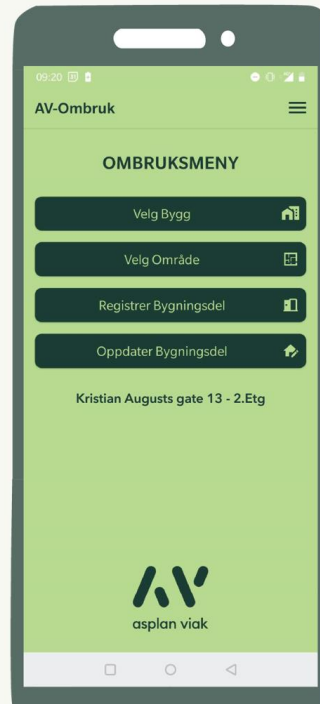 09:20
AV-Ombruk
OMBRUKSMENY
Velg Bygg
Velg Område
Registrer Bygningsdel
Oppdater Bygningsdel
Kristian Augusts gate 13 - 2.Etg
asplan viak